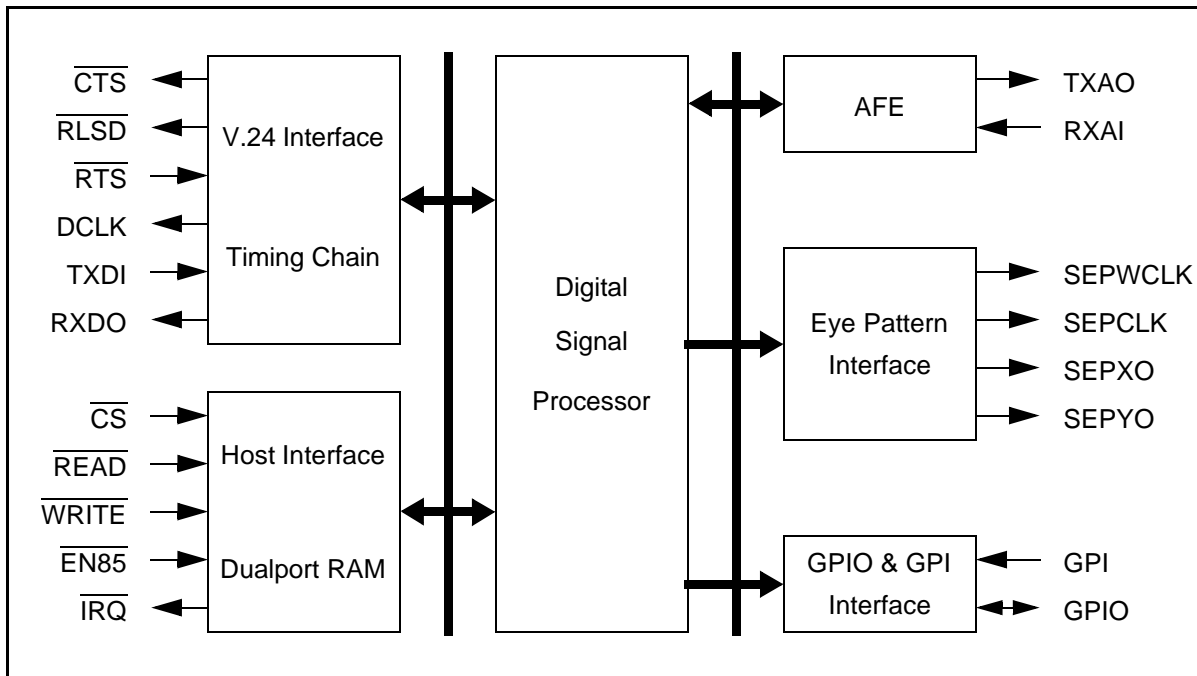 CTS
RLSD
RTS
DCLK
TXDI
RXDO
V.24 Interface
Timing Chain
CS
READ
WRITE
EN85
IRQ
Host Interface
Dualport RAM
Digital
Signal
Processor
AFE
TXAO
RXAI
Eye Pattern
Interface
SEPWCLK
SEPCLK
SEPXO
SEPYO
GPIO & GPI
Interface
GPI
GPIO